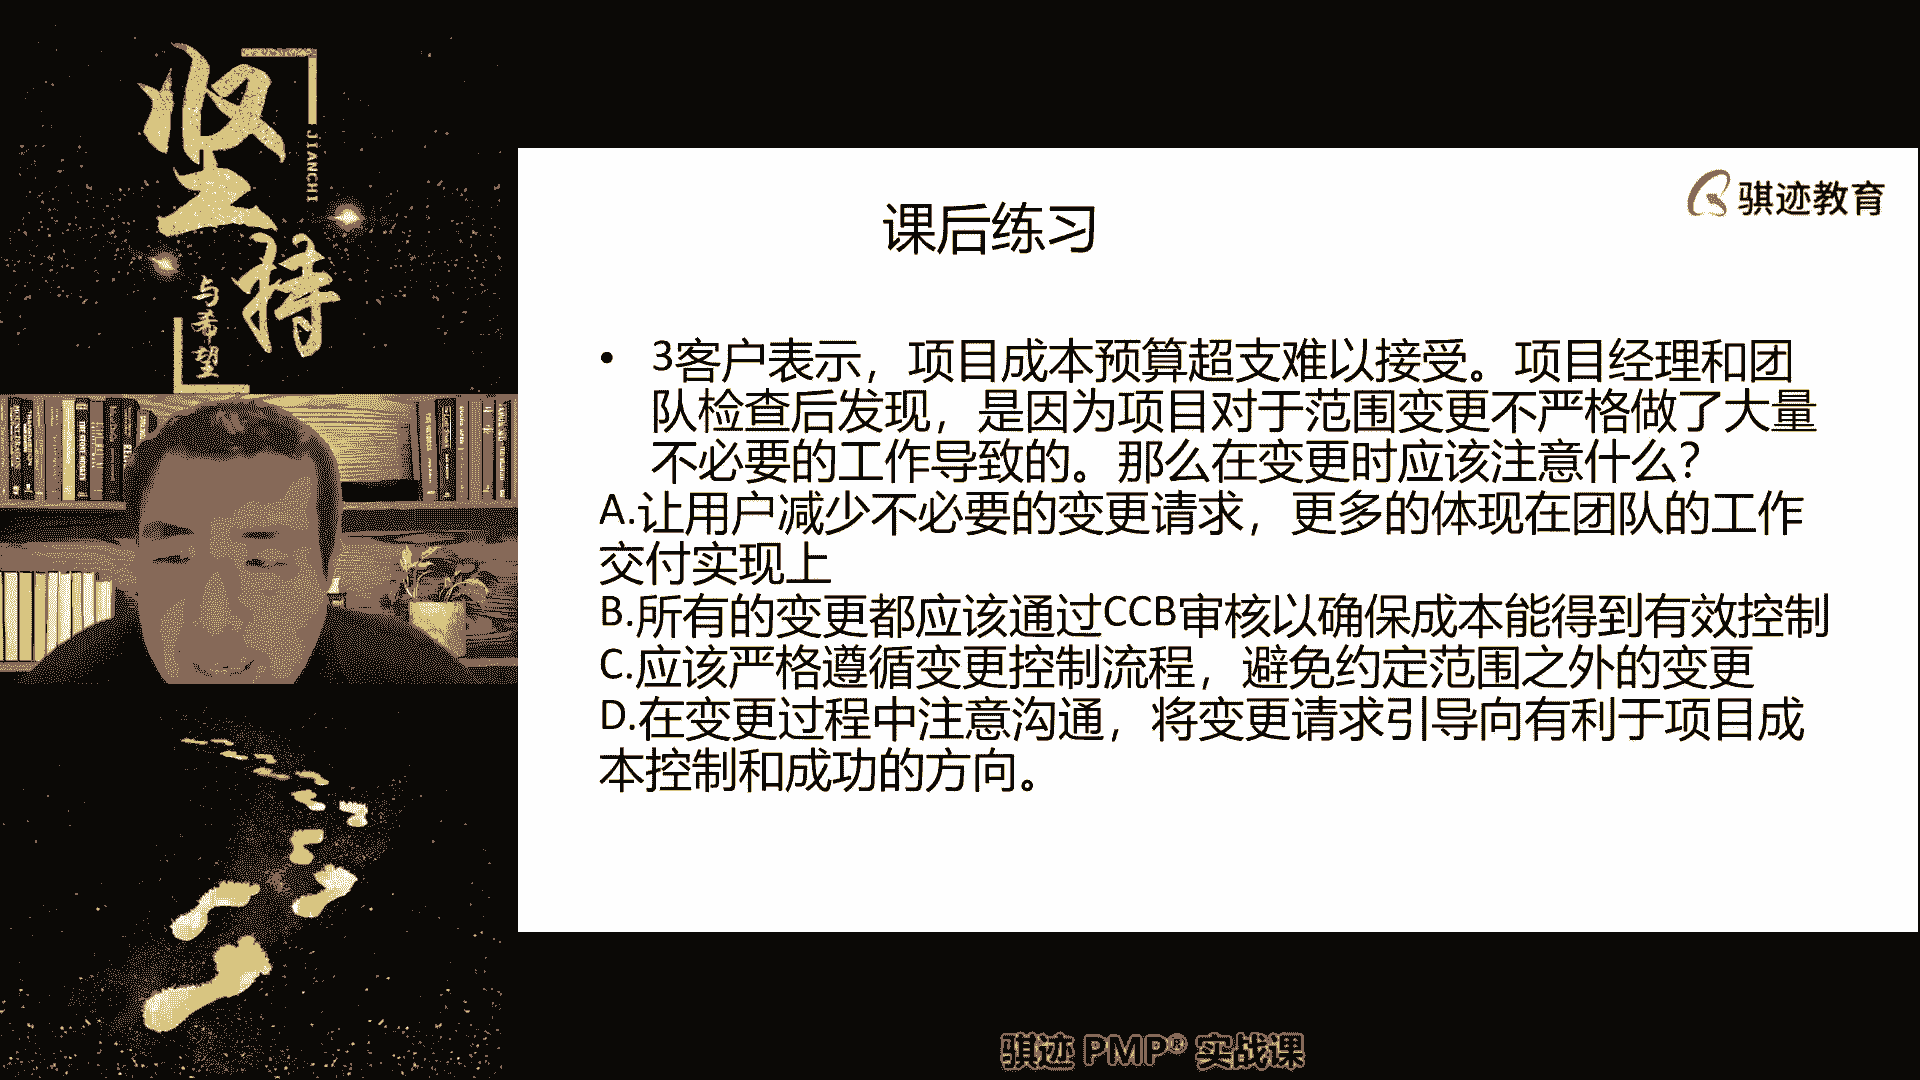 坚持
JIANCHI
与希望
骐迹教育
课后练习
• 3客户表示，项目成本预算超支难以接受。项目经理和团
队检查后发现，是因为项目对于范围变更不严格做了大量
不必要的工作导致的。那么在变更时应该注意什么？
A.让用户减少不必要的变更请求，更多的体现在团队的工作
交付实现上
B.所有的变更都应该通过CCB审核以确保成本能得到有效控制
C.应该严格遵循变更控制流程，避免约定范围之外的变更
D.在变更过程中注意沟通，将变更请求引导向有利于项目成
本控制和成功的方向。
骐迹 PMP® 实战课